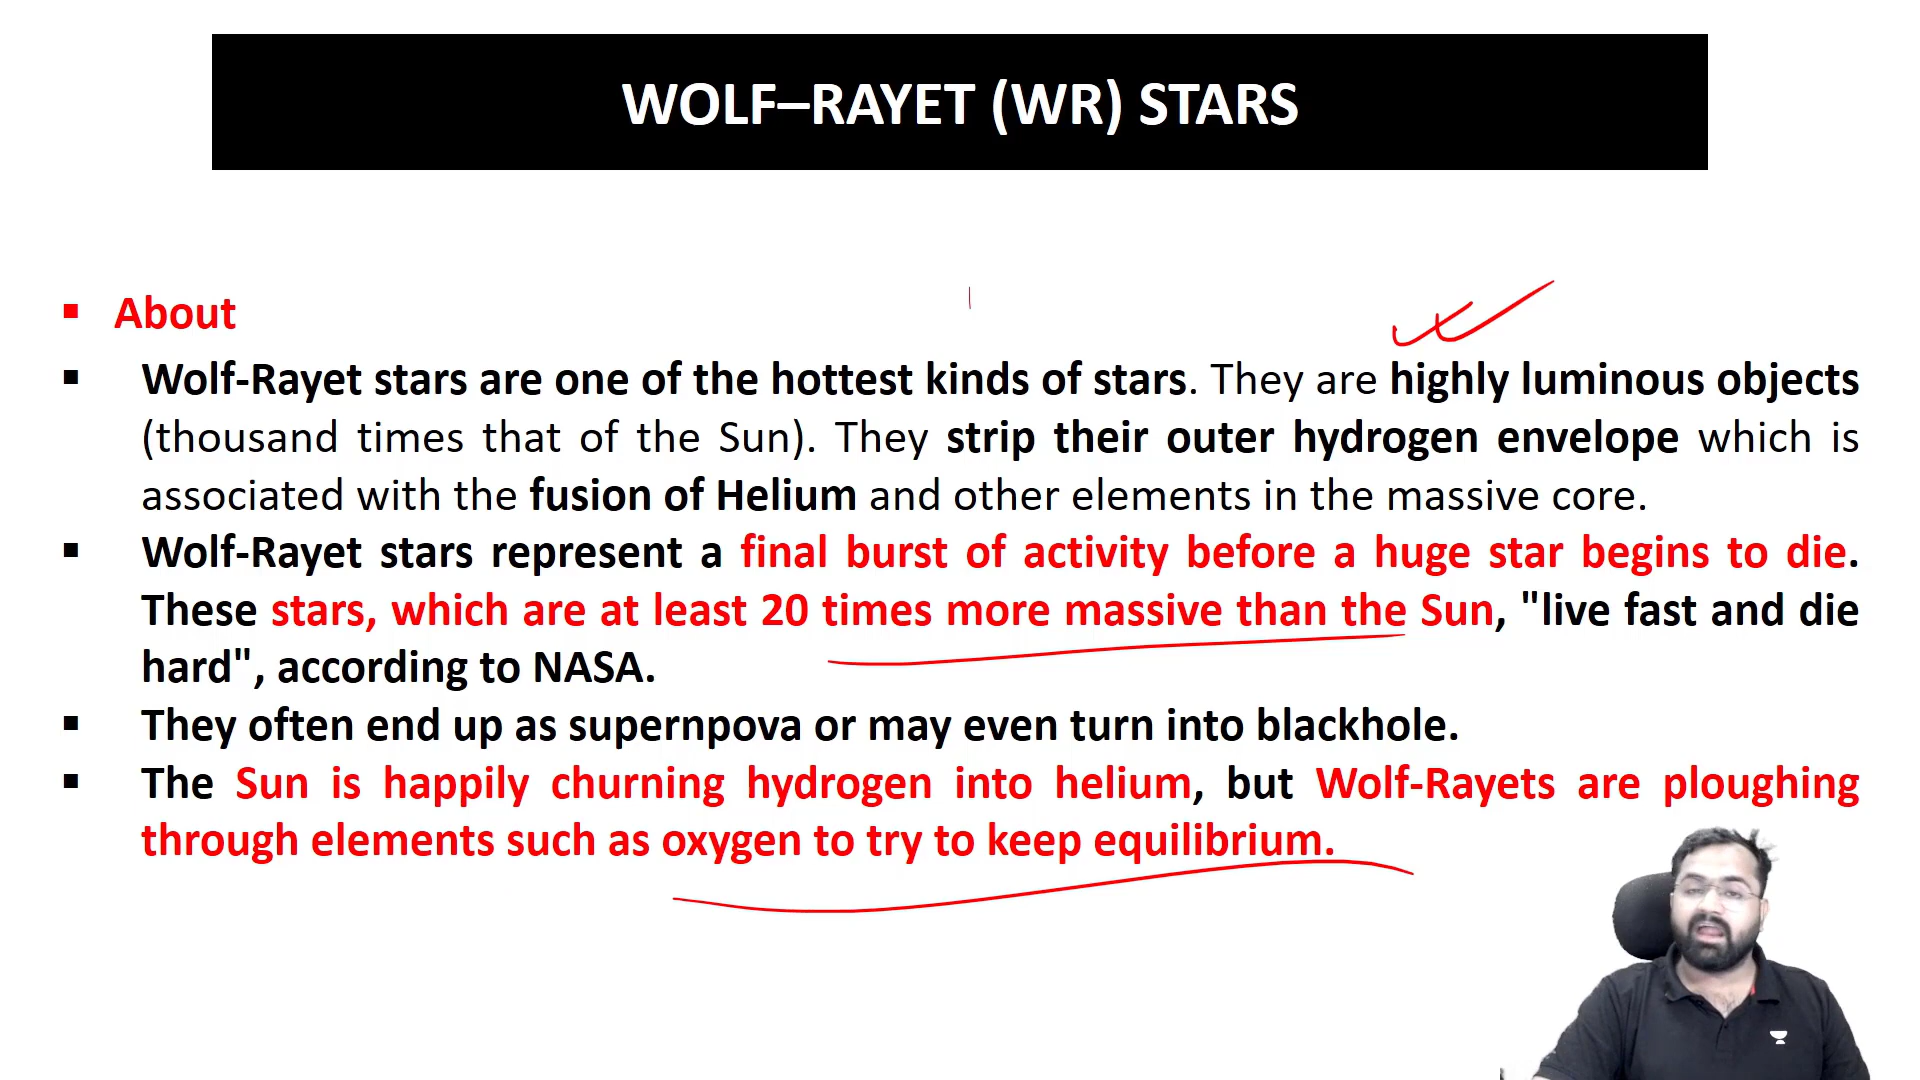 WOLF–RAYET (WR) STARS
▪ About
▪ Wolf-Rayet stars are one of the hottest kinds of stars. They are highly luminous objects
(thousand times that of the Sun). They strip their outer hydrogen envelope which is
associated with the fusion of Helium and other elements in the massive core.
▪ Wolf-Rayet stars represent a final burst of activity before a huge star begins to die.
These stars, which are at least 20 times more massive than the Sun, "live fast and die
hard", according to NASA.
▪ They often end up as supernpova or may even turn into blackhole.
▪ The Sun is happily churning hydrogen into helium, but Wolf-Rayets are ploughing
through elements such as oxygen to try to keep equilibrium.